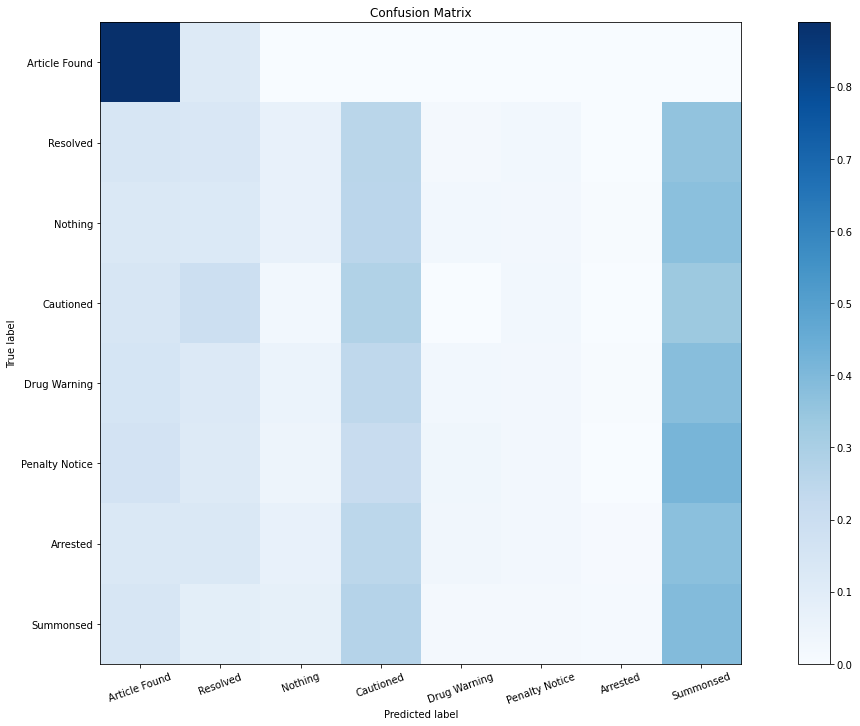 Confusion Matrix
True label
Article Found
Resolved
Nothing
Cautioned
Drug Warning
Penalty Notice
Arrested
Summonsed
Article Found
Resolved
Nothing
Cautioned
Drug Warning
Penalty Notice
Arrested
Summonsed
Predicted label
0.8
0.7
0.6
0.5
0.4
0.3
0.2
0.1
0.0